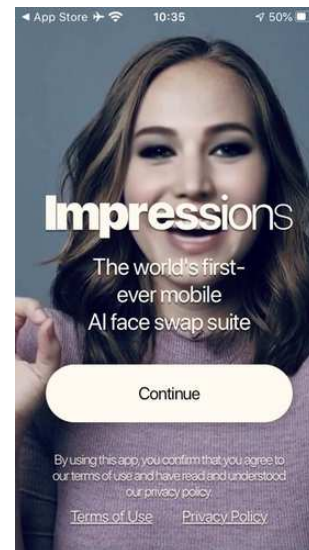 ◄ App Store
10:35
50%
Impressions
The world's first-
ever mobile
AI face swap suite
Continue
By using this app, you confirm that you agree to
our terms of use and have read and understood
our privacy policy.
Terms of Use
Privacy Policy